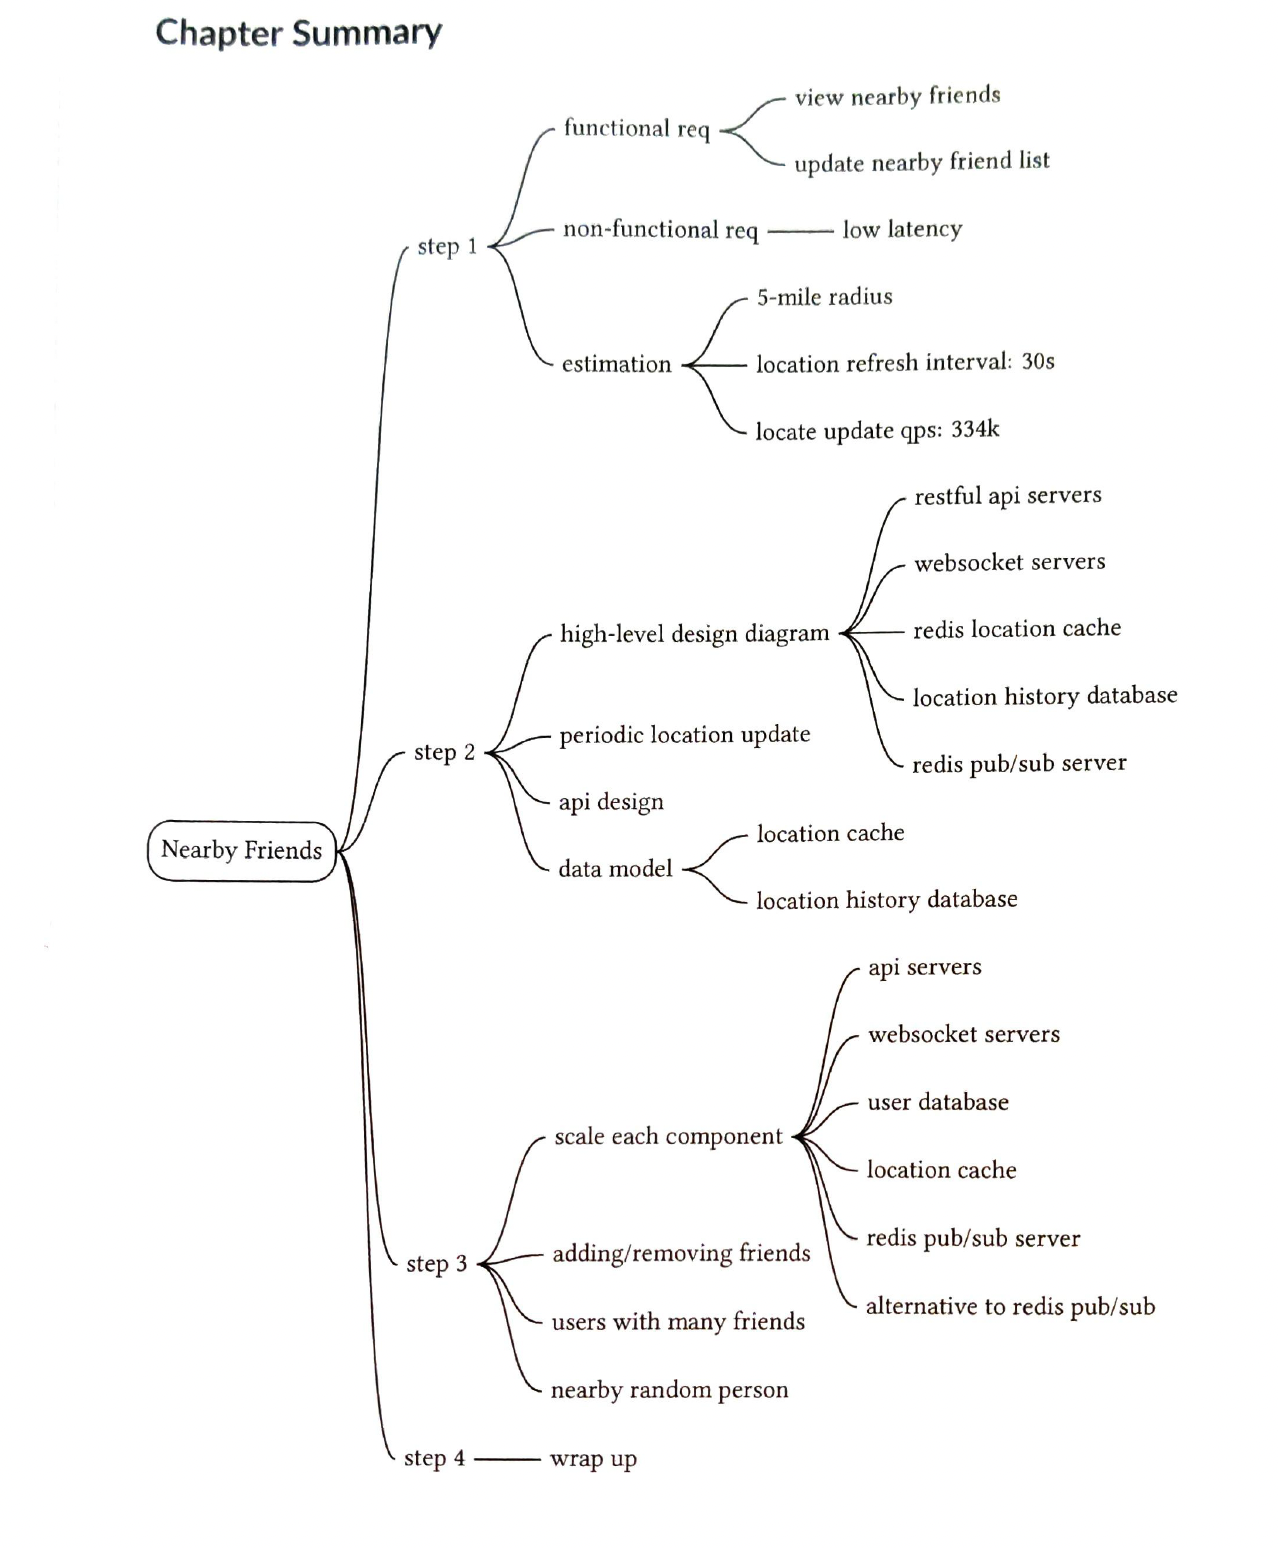 Chapter Summary
view nearby friends
functional req
update nearby friend list
non-functional req
low latency
step 1
5-mile radius
estimation
location refresh interval: 30s
locate update qps: 334k
restful api servers
websocket servers
high-level design diagram
redis location cache
location history database
periodic location update
step 2
redis pub/sub server
api design
location cache
Nearby Friends
data model
location history database
api servers
websocket servers
user database
scale each component
location cache
redis pub/sub server
adding/removing friends
step 3
alternative to redis pub/sub
users with many friends
nearby random person
step 4
wrap up